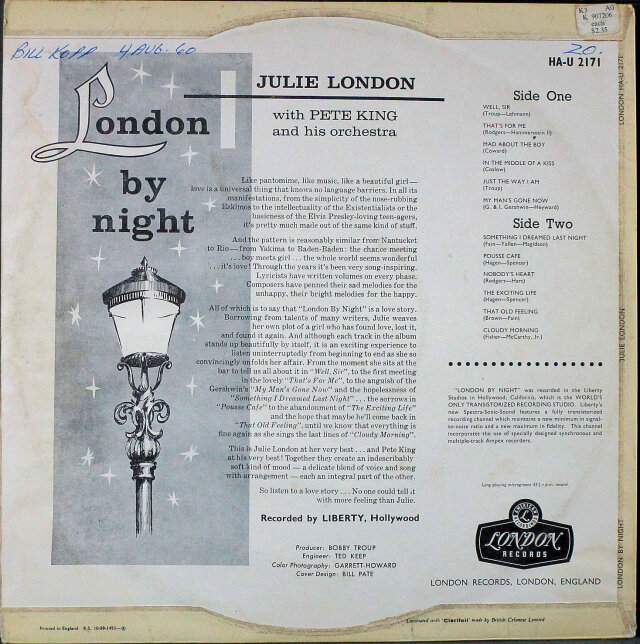 K3 A0
K 901206
each
$2.35
BILL KOPP 4 AUG. 60
20.
HA-U 2171
London
by
night
JULIE LONDON
with PETE KING
and his orchestra
Like pantomime, like music, like a beautiful girl—
love is a universal thing that knows no language barriers. In all its
manifestations, from the simplicity of the nose-rubbing
Eskimos to the intellectuality of the Existentialists or the
basicness of the Elvis Presley-loving teen-agers,
it's pretty much made out of the same kind of stuff.
And the pattern is reasonably similar from Nantucket
to Rio—from Yakima to Baden-Baden: the chance meeting
. . . boy meets girl . . . the whole world seems wonderful
. . . it's love! Through the years it's been very song-inspiring.
Lyricists have written volumes on every phase.
Composers have penned their sad melodies for the
unhappy, their bright melodies for the happy.
All of which is to say that "London By Night" is a love story.
Borrowing from talents of many writers, Julie weaves
her own plot of a girl who has found love, lost it,
and found it again. And although each track in the album
stands up beautifully by itself, it is an exciting experience to
listen uninterruptedly from beginning to end as she so
convincingly unfolds her affair. From the moment she sits at the
bar to tell us all about it in "Well, Sir", to the first meeting
in the lovely "That's For Me", to the anguish of the
Gershwin's "My Man's Gone Now" and the hopelessness of
"Something I Dreamed Last Night" . . . the sorrows in
"Pousse Cafe" to the abandonment of "The Exciting Life"
and the hope that maybe he'll come back in
"That Old Feeling", until we know that everything is
fine again as she sings the last lines of "Cloudy Morning".
This is Julie London at her very best . . . and Pete King
at his very best! Together they create an indescribably
soft kind of mood — a delicate blend of voice and song
with arrangement — each an integral part of the other.
So listen to a love story . . . No one could tell it
with more feeling than Julie.
Recorded by LIBERTY, Hollywood
Producer: BOBBY TROUP
Engineer: TED KEEP
Color Photography: GARRETT-HOWARD
Cover Design: BILL PATE
Side One
WELL, SIR
(Troup—Lehmann)
THAT'S FOR ME
(Rodgers—Hammerstein II)
MAD ABOUT THE BOY
(Coward)
IN THE MIDDLE OF A KISS
(Coslow)
JUST THE WAY I AM
(Troup)
MY MAN'S GONE NOW
(G. & I. Gershwin—Heyward)
Side Two
SOMETHING I DREAMED LAST NIGHT
(Fain—Yellen—Magidson)
POUSSE CAFE
(Hagen—Spencer)
NOBODY'S HEART
(Rodgers—Hart)
THE EXCITING LIFE
(Hagen—Spencer)
THAT OLD FEELING
(Brown—Fain)
CLOUDY MORNING
(Fisher—McCarthy, Jr.)
"LONDON BY NIGHT" was recorded in the Liberty
Studios in Hollywood, California, which is the WORLD'S
ONLY TRANSISTORIZED RECORDING STUDIO. Liberty's
new Spectra-Sonic-Sound features a fully transistorized
recording channel which maintains a new minimum in signal-
to-noise ratio and a new maximum in fidelity. This channel
incorporates the use of specially designed synchronous and
multiple-track Ampex recorders.
Long playing microgroove 33⅓ r.p.m. record
LONDON
RECORDS
LONDON RECORDS, LONDON, ENGLAND
LONDON HA-U 2171
JULIE LONDON
LONDON BY NIGHT
Printed in England
Laminated with 'Clarifoil' made by British Celanese Limited